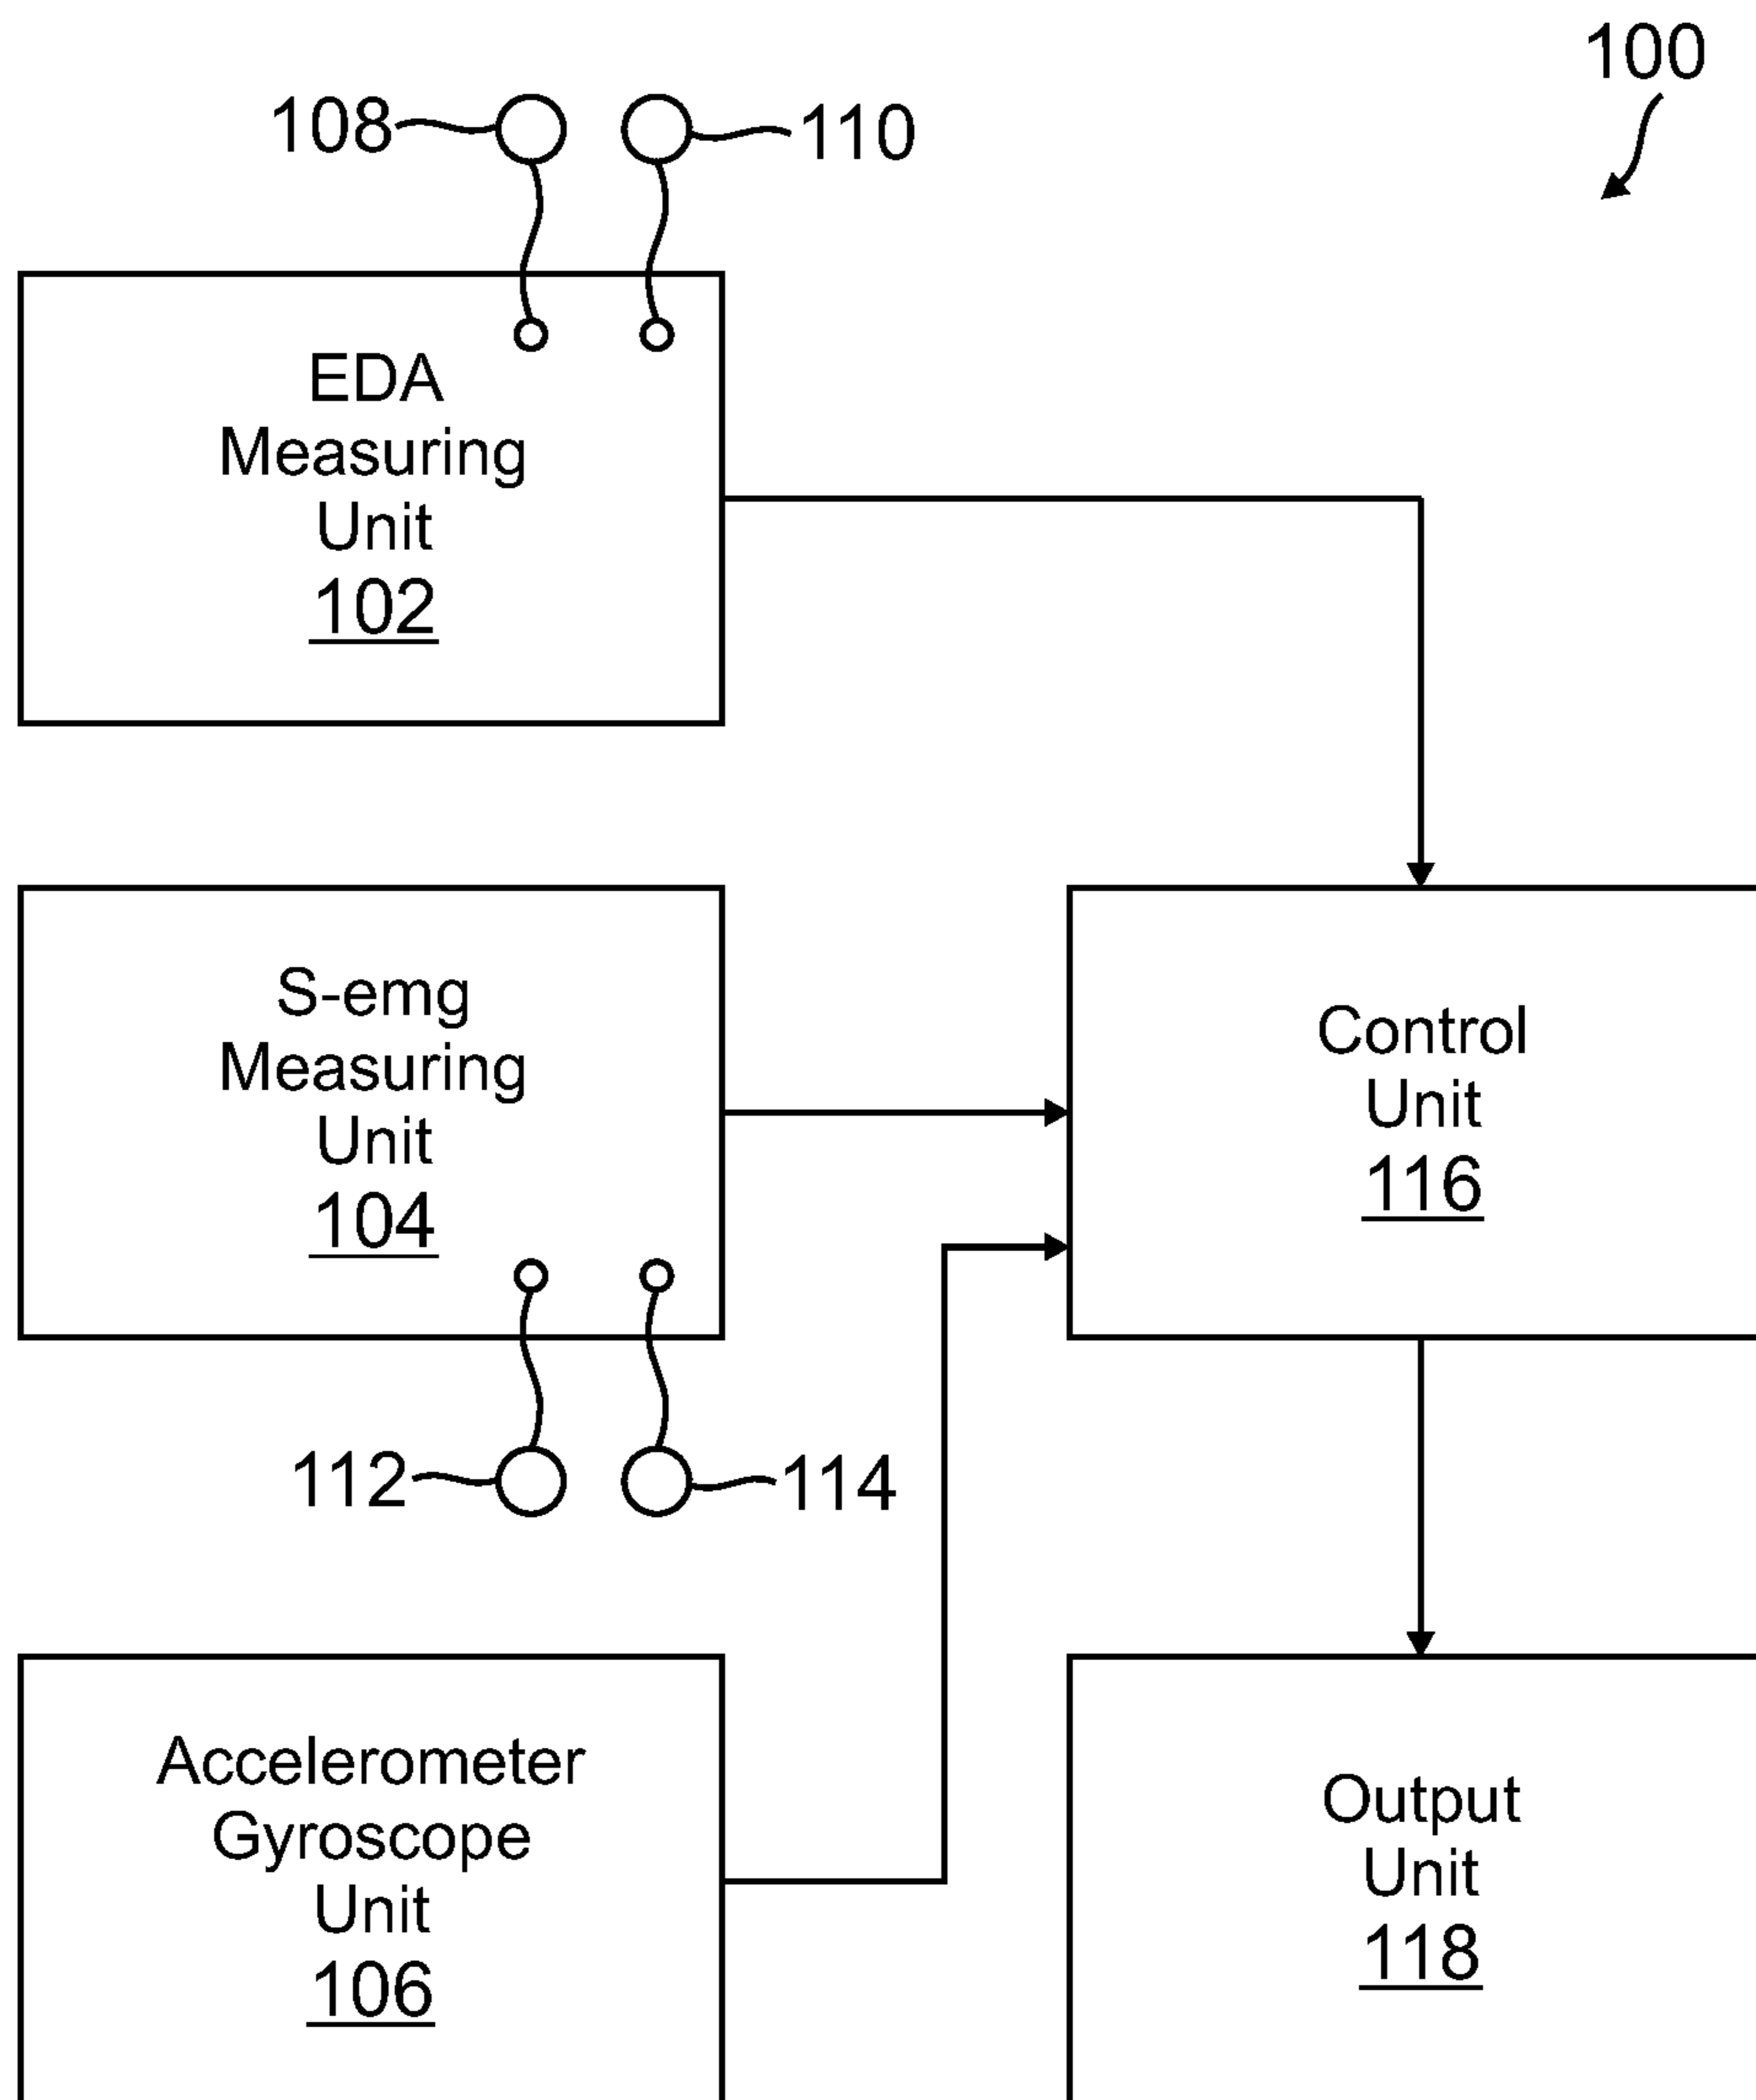 100
108
110
EDA
Measuring
Unit
102
S-emg
Measuring
Unit
104
Control
Unit
116
112
114
Accelerometer
Gyroscope
Unit
106
Output
Unit
118